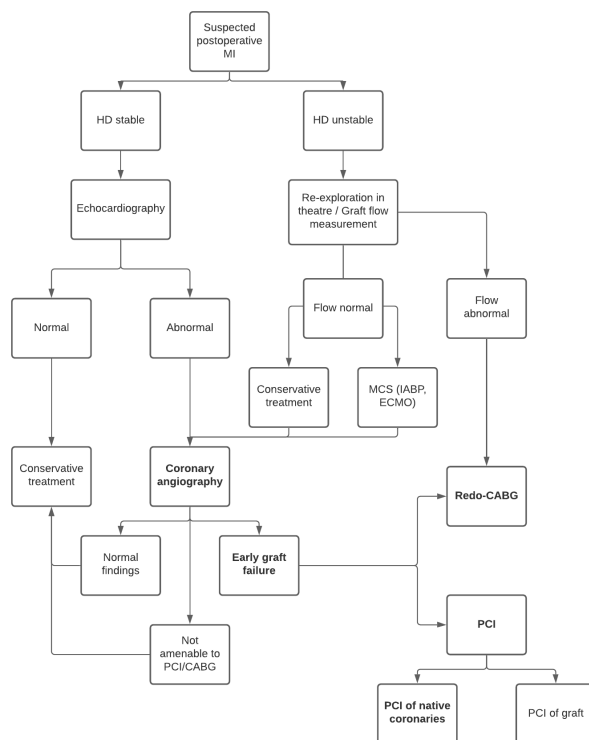 Suspected
postoperative
MI
HD stable
HD unstable
Echocardiography
Re-exploration in
theatre / Graft flow
measurement
Normal
Abnormal
Flow normal
Flow
abnormal
Conservative
treatment
MCS (IABP,
ECMO)
Conservative
treatment
Coronary
angiography
Redo-CABG
Normal
findings
Early graft
failure
Not
amenable to
PCI/CABG
PCI
PCI of native
coronaries
PCI of graft